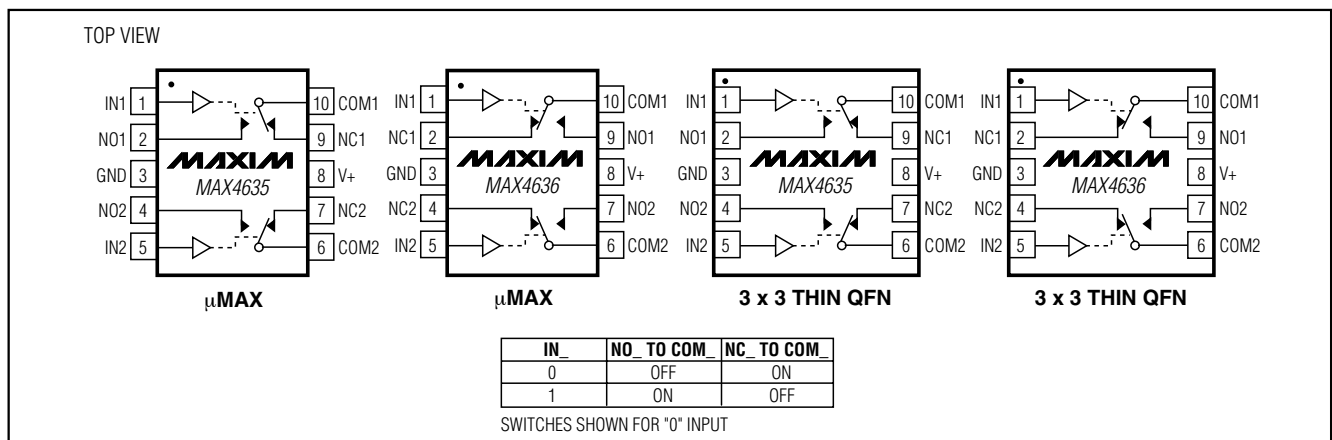 TOP VIEW
IN1 1 10 COM1
NO1 2 9 NC1
GND 3 MAXIM 8 V+
MAX4635
NO2 4 7 NC2
IN2 5 6 COM2
μMAX
IN1 1 10 COM1
NC1 2 9 NO1
GND 3 MAXIM 8 V+
MAX4636
NC2 4 7 NO2
IN2 5 6 COM2
μMAX
IN1 1 10 COM1
NO1 2 9 NC1
GND 3 MAXIM 8 V+
MAX4635
NO2 4 7 NC2
IN2 5 6 COM2
3 x 3 THIN QFN
IN1 1 10 COM1
NC1 2 9 NO1
GND 3 MAXIM 8 V+
MAX4636
NC2 4 7 NO2
IN2 5 6 COM2
3 x 3 THIN QFN
IN_ NO_ TO COM_ NC_ TO COM_
0 OFF ON
1 ON OFF
SWITCHES SHOWN FOR "0" INPUT